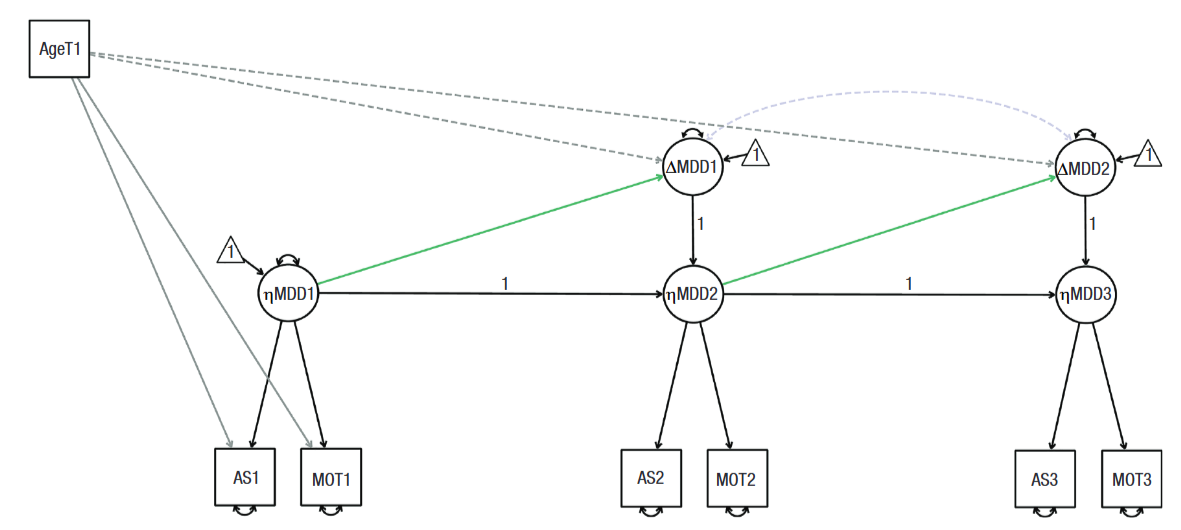 AgeT1
ΔMDD1
1
ΔMDD2
1
1
1
1
ηMDD1
1
ηMDD2
1
ηMDD3
AS1
MOT1
AS2
MOT2
AS3
MOT3